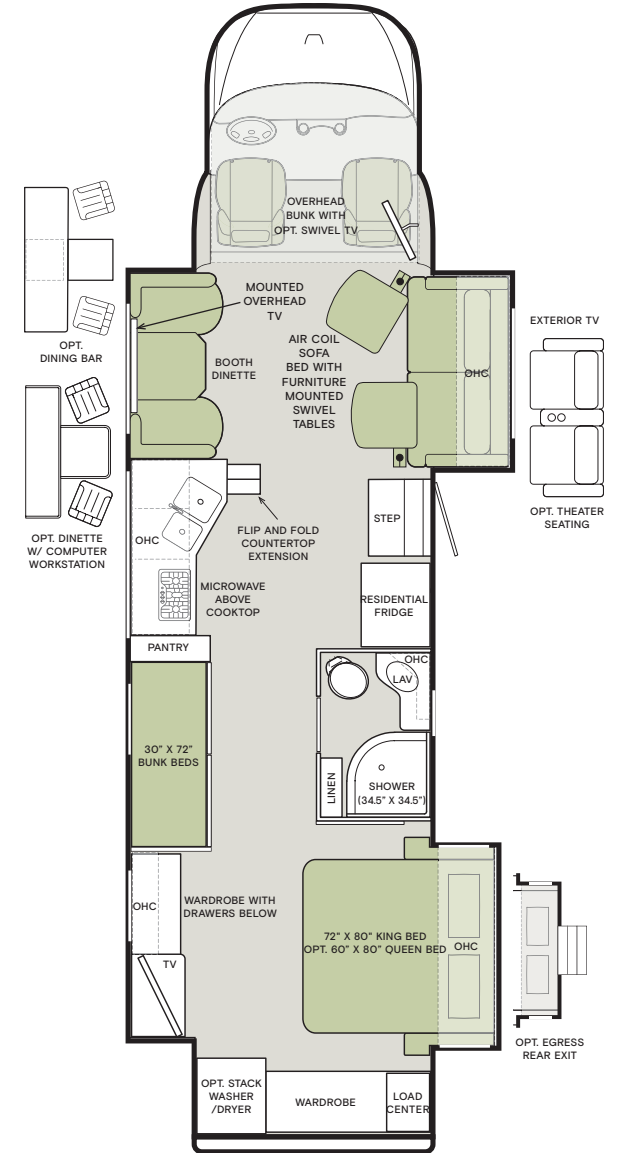 OVERHEAD
BUNK WITH
OPT. SWIVEL TV
MOUNTED
OVERHEAD
TV
AIR COIL
SOFA
BED WITH
FURNITURE
MOUNTED
SWIVEL
TABLES
BOOTH
DINETTE
OHC
OPT.
DINING BAR
EXTERIOR TV
OPT. DINETTE
W/ COMPUTER
WORKSTATION
OPT. THEATER
SEATING
OHC
STEP
FLIP AND FOLD
COUNTERTOP
EXTENSION
MICROWAVE
ABOVE
COOKTOP
RESIDENTIAL
FRIDGE
PANTRY
OHC
LAV
30" X 72"
BUNK BEDS
LINEN
SHOWER
(34.5" X 34.5")
OHC
WARDROBE WITH
DRAWERS BELOW
TV
72" X 80" KING BED
OPT. 60" X 80" QUEEN BED
OHC
OPT. EGRESS
REAR EXIT
OPT. STACK
WASHER
/DRYER
WARDROBE
LOAD
CENTER